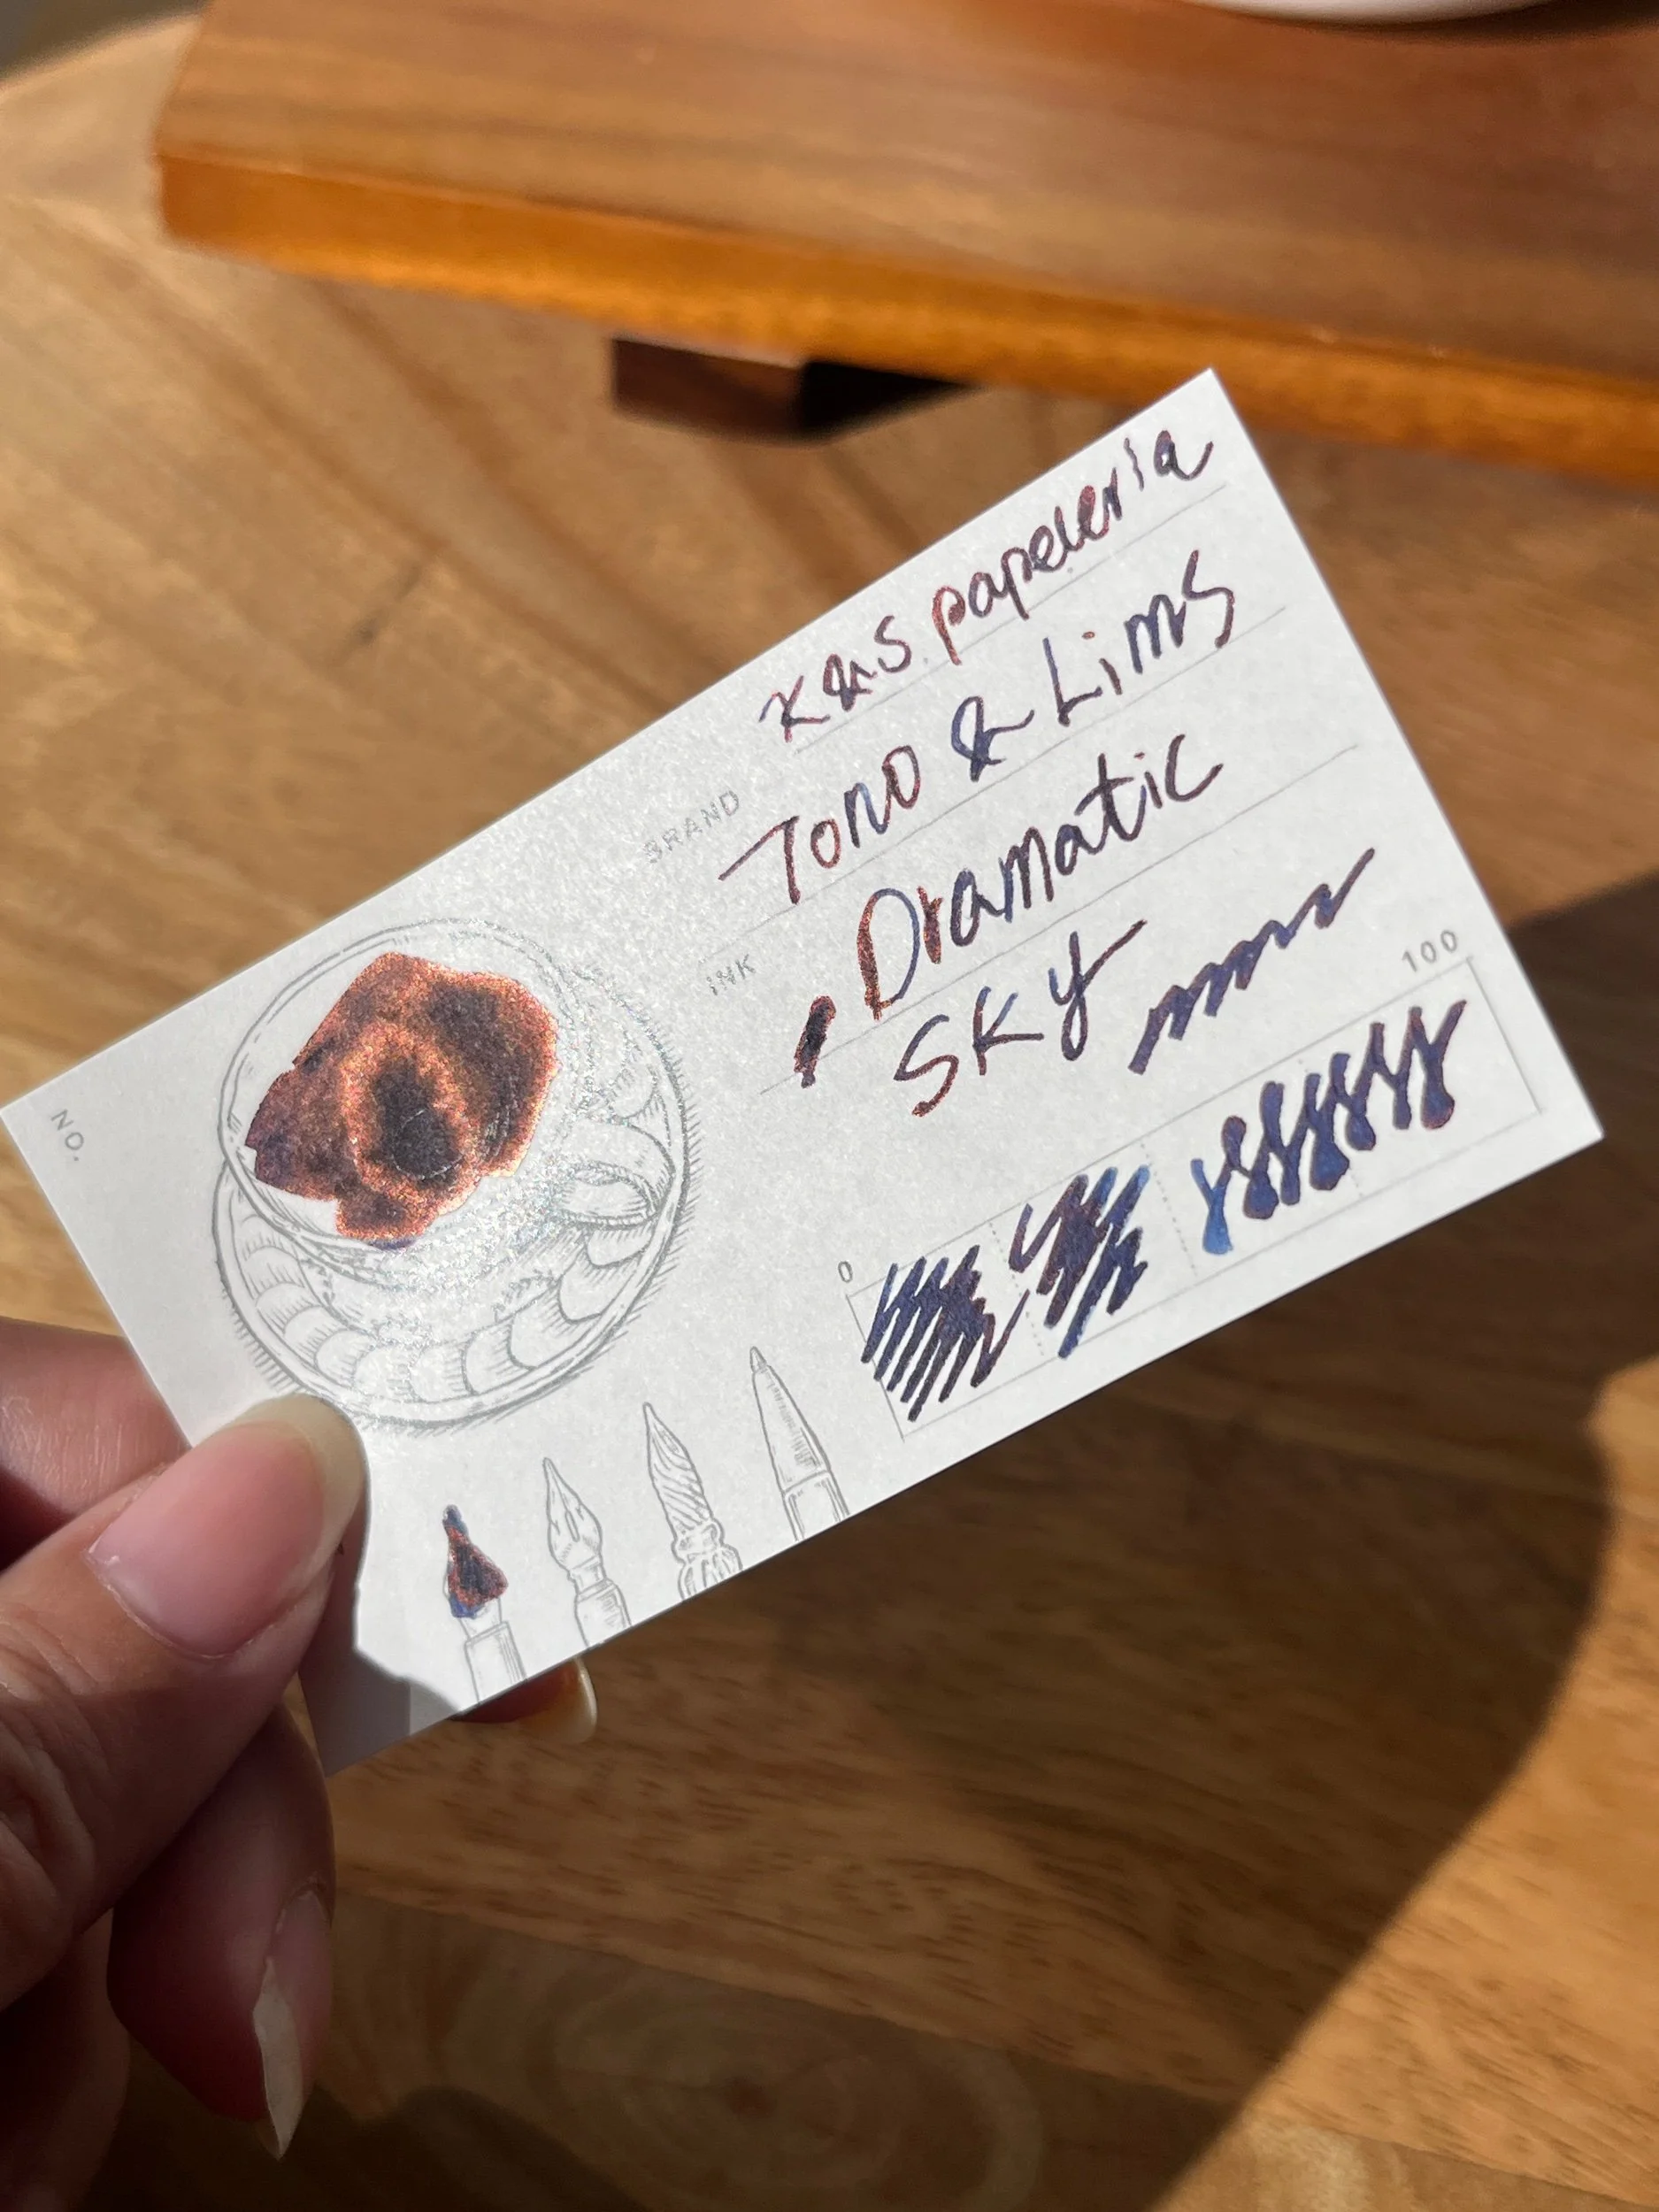 K&S papeleria
BRAND
Tono & Lims
INK
Dramatic
Sky
NO.
0
100